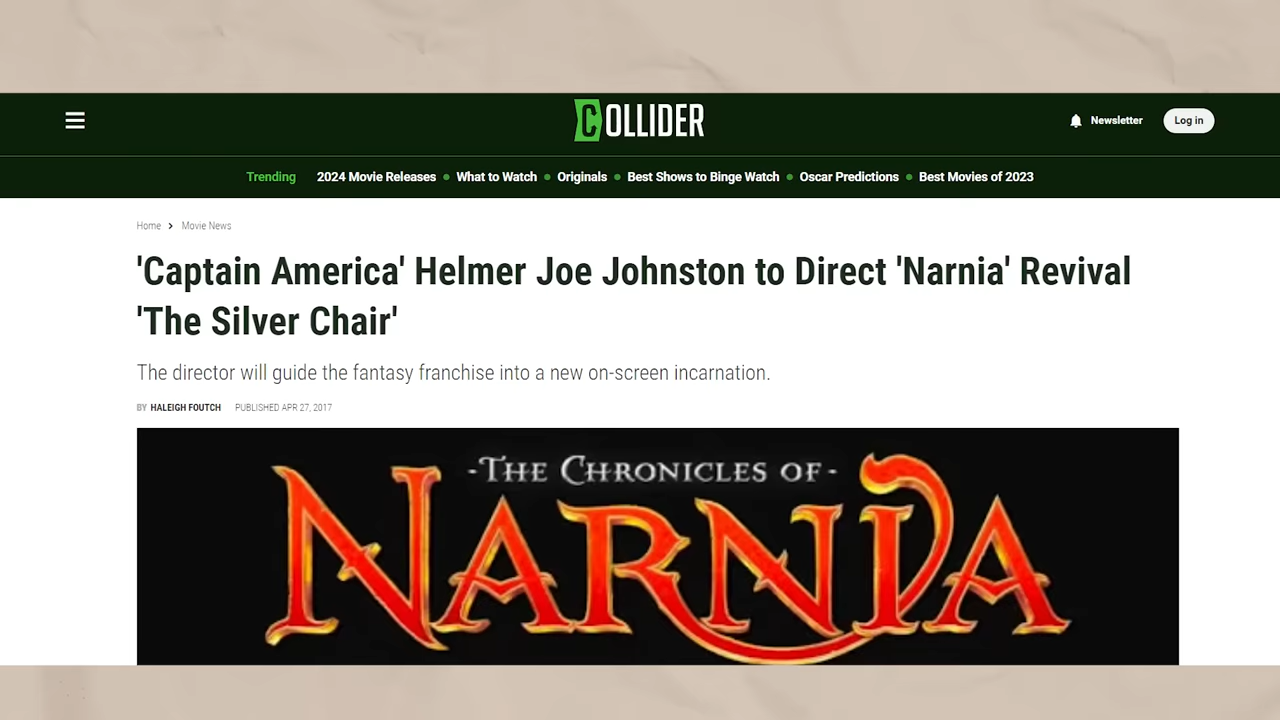 COLLIDER
Newsletter
Log in
Trending 2024 Movie Releases • What to Watch • Originals • Best Shows to Binge Watch • Oscar Predictions • Best Movies of 2023
Home > Movie News
'Captain America' Helmer Joe Johnston to Direct 'Narnia' Revival
'The Silver Chair'
The director will guide the fantasy franchise into a new on-screen incarnation.
BY HALEIGH FOUTCH PUBLISHED APR 27, 2017
-THE CHRONICLES OF-
NARNIA